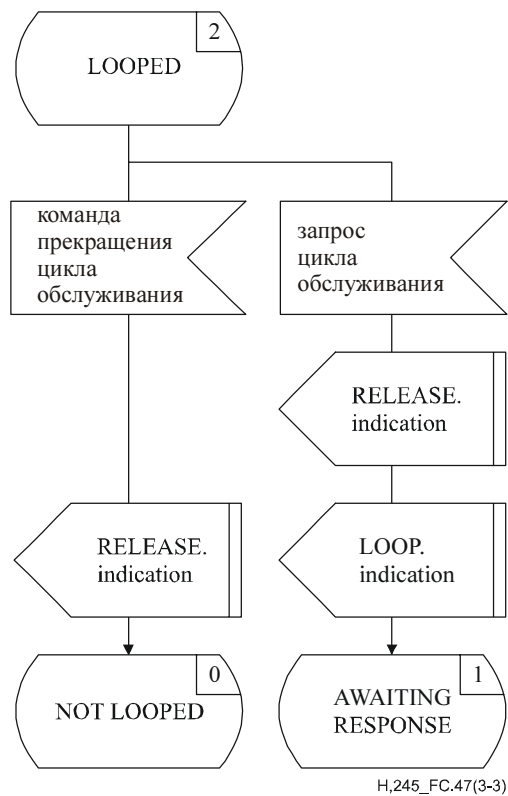 2
LOOPED
команда
прекращения
цикла
обслуживания
запрос
цикла
обслуживания
RELEASE.
indication
RELEASE.
indication
LOOP.
indication
0
NOT LOOPED
1
AWAITING
RESPONSE
H,245_FC.47(3-3)